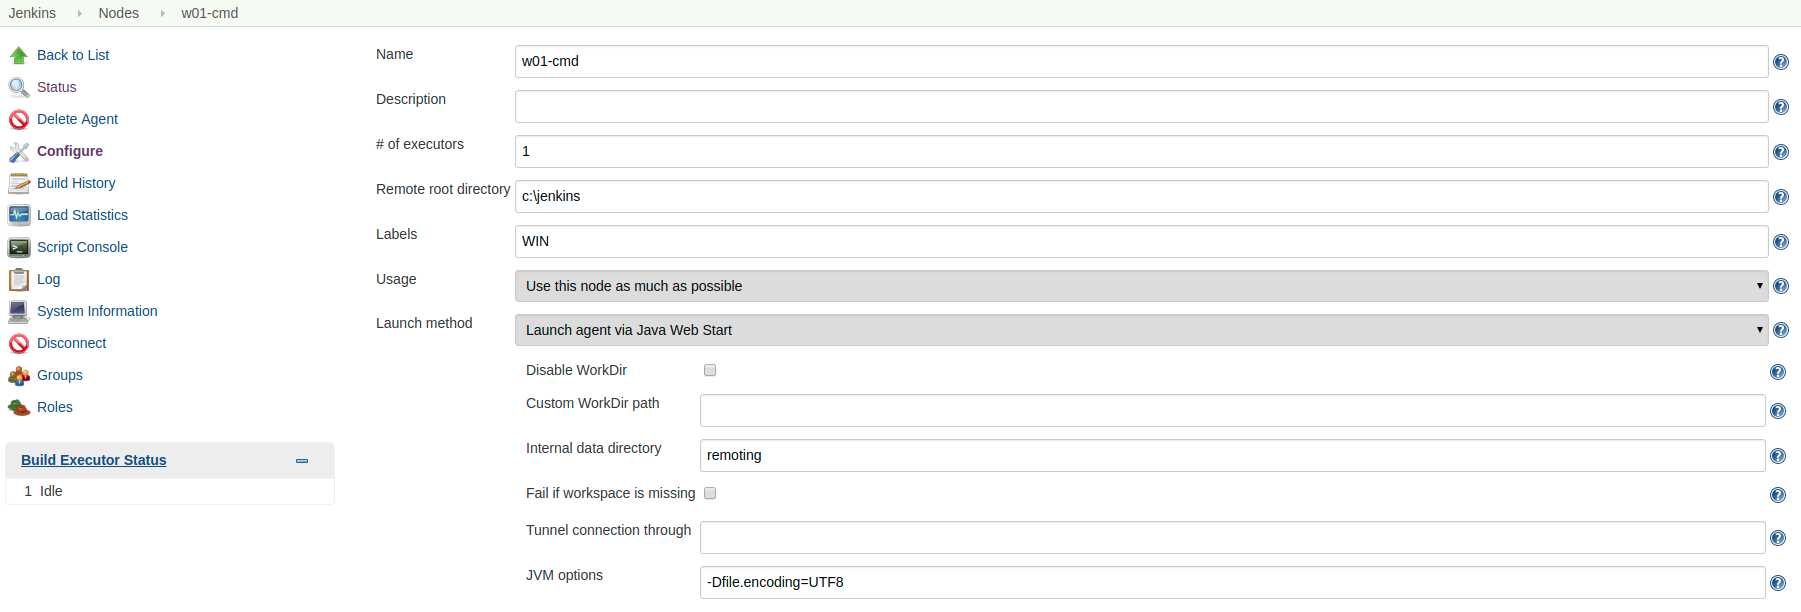 Jenkins Nodes w01-cmd
Back to List
Status
Delete Agent
Configure
Build History
Load Statistics
Script Console
Log
System Information
Disconnect
Groups
Roles
Build Executor Status
1 Idle
Name w01-cmd
Description
# of executors 1
Remote root directory c:\jenkins
Labels WIN
Usage Use this node as much as possible
Launch method Launch agent via Java Web Start
Disable WorkDir
Custom WorkDir path
Internal data directory remoting
Fail if workspace is missing
Tunnel connection through
JVM options -Dfile.encoding=UTF8